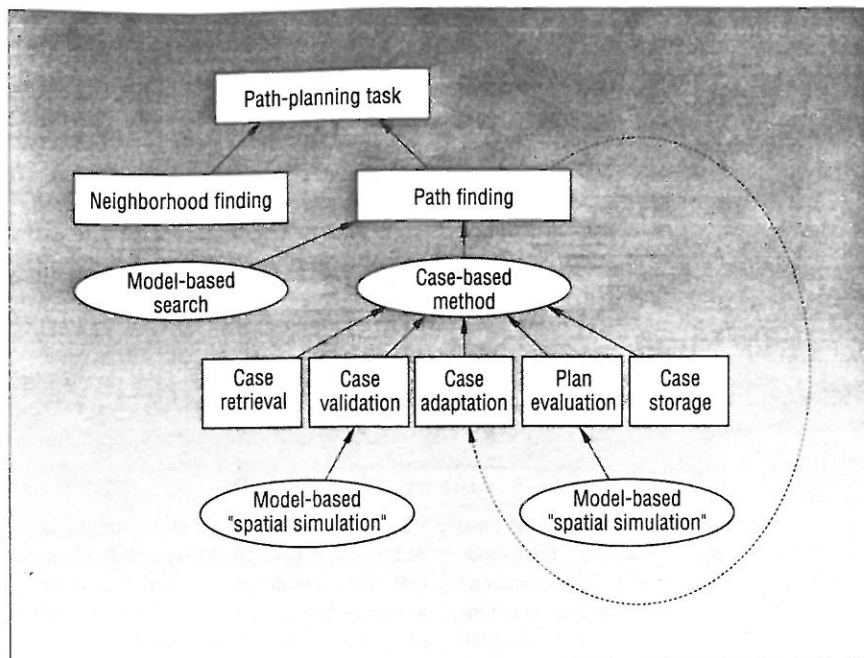 Path-planning task
Neighborhood finding
Path finding
Model-based
search
Case-based
method
Case
retrieval
Case
validation
Case
adaptation
Plan
evaluation
Case
storage
Model-based
"spatial simulation"
Model-based
"spatial simulation"